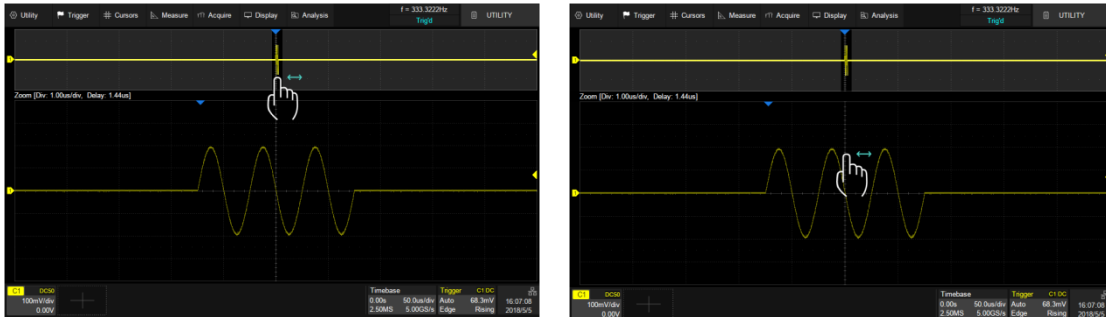 Utility Trigger Cursors Measure Acquire Display Analysis f = 333.3222Hz Trig'd UTILITY
Zoom [Div: 1.00us/div, Delay: 1.44us]
C1 DC50
100mV/div
0.00V
Timebase
0.00s 50.0us/div
2.50MS 5.00GS/s
Trigger C1 DC
Auto 68.3mV
Edge Rising
16:07:08
2018/5/5
Utility Trigger Cursors Measure Acquire Display Analysis f = 333.3222Hz Trig'd UTILITY
Zoom [Div: 1.00us/div, Delay: 1.44us]
C1 DC50
100mV/div
0.00V
Timebase
0.00s 50.0us/div
2.50MS 5.00GS/s
Trigger C1 DC
Auto 68.3mV
Edge Rising
16:07:08
2018/5/5